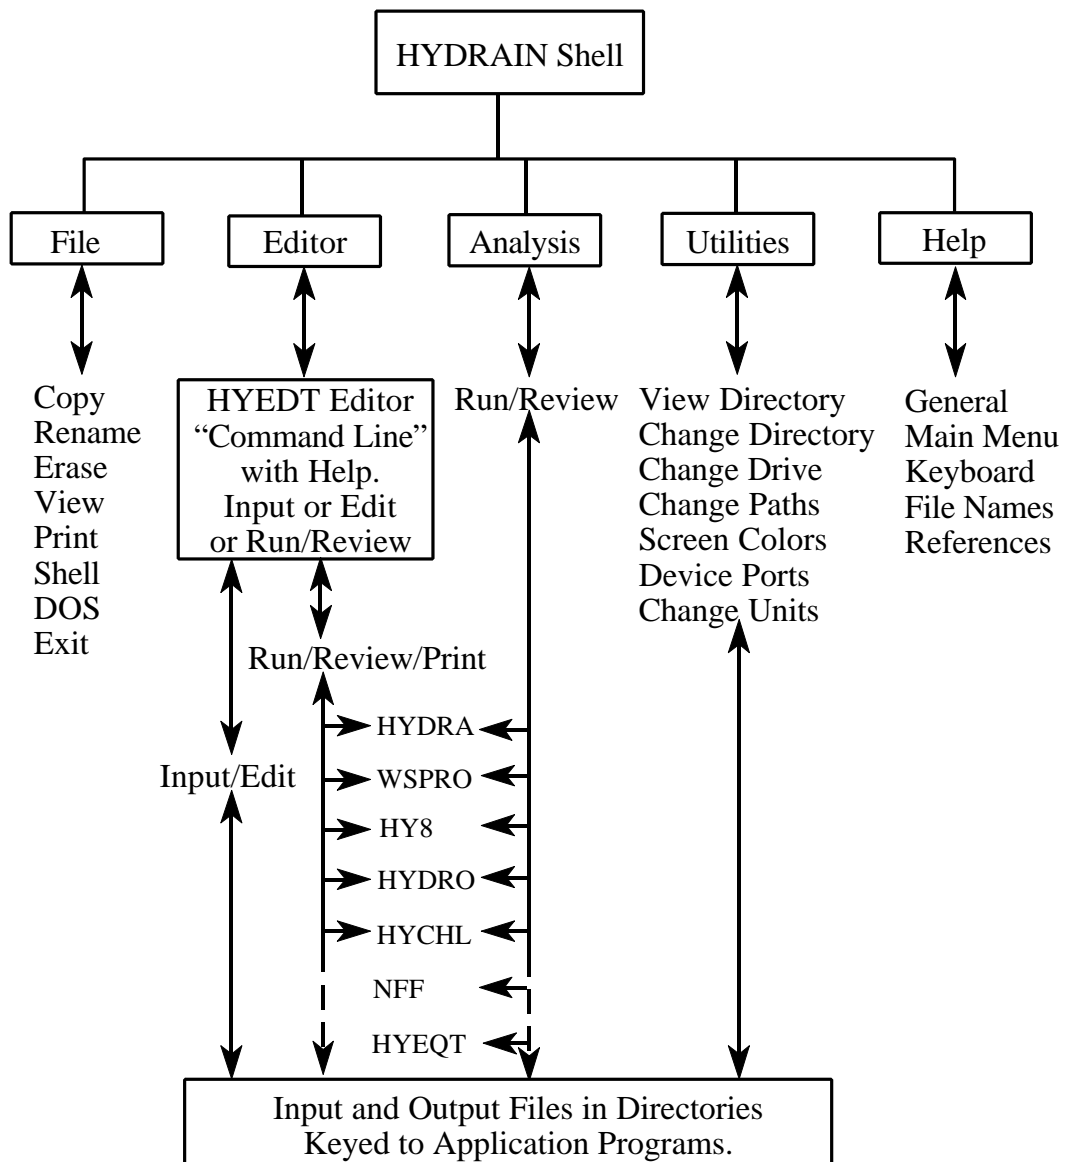 HYDRAIN Shell
File
Editor
Analysis
Utilities
Help
Copy
Rename
Erase
View
Print
Shell
DOS
Exit
HYEDT Editor
“Command Line”
with Help.
Input or Edit
or Run/Review
Run/Review
View Directory
Change Directory
Change Drive
Change Paths
Screen Colors
Device Ports
Change Units
General
Main Menu
Keyboard
File Names
References
Run/Review/Print
Input/Edit
HYDRA
WSPRO
HY8
HYDRO
HYCHL
NFF
HYEQT
Input and Output Files in Directories
Keyed to Application Programs.